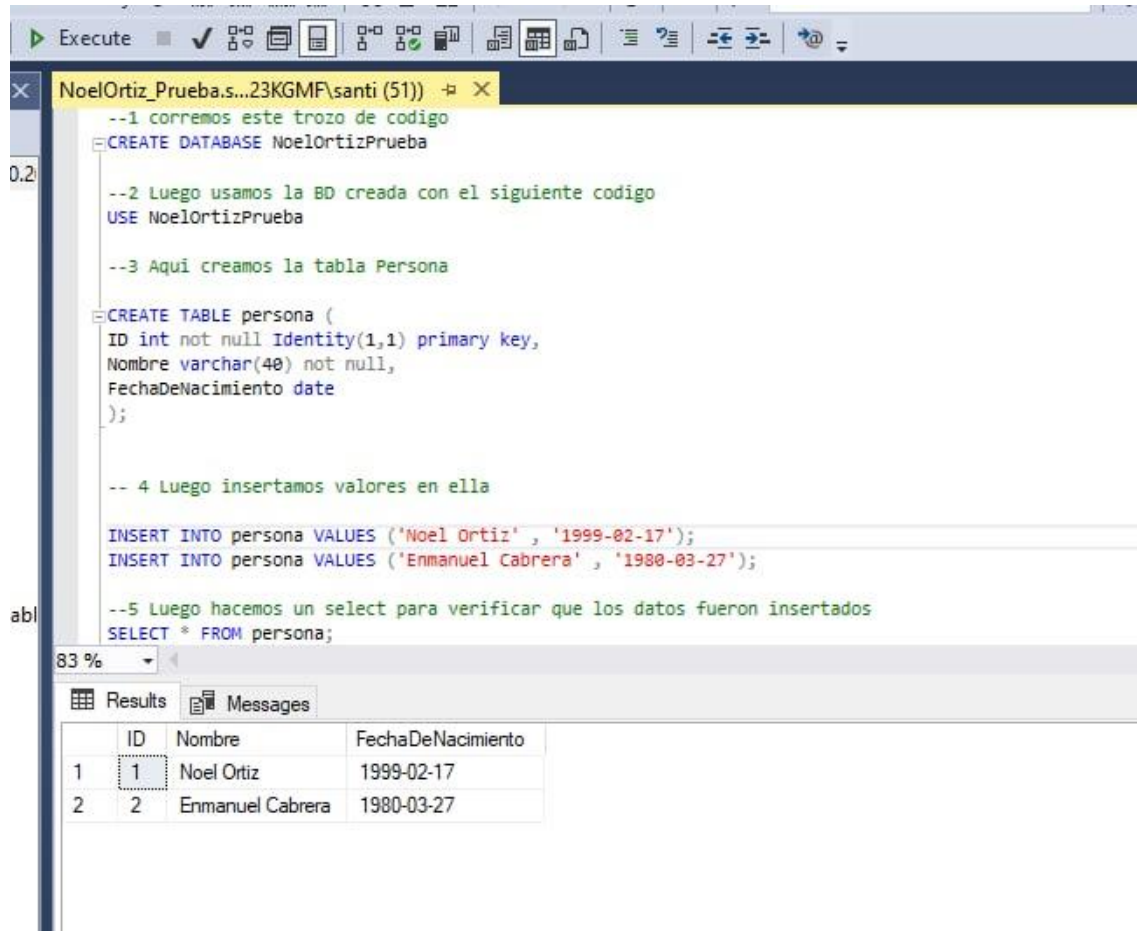 Execute
NoelOrtiz_Prueba.s...23KGMF\santi (51))
--1 corremos este trozo de codigo
CREATE DATABASE NoelOrtizPrueba
--2 Luego usamos la BD creada con el siguiente codigo
USE NoelOrtizPrueba
--3 Aqui creamos la tabla Persona
CREATE TABLE persona (
ID int not null Identity(1,1) primary key,
Nombre varchar(40) not null,
FechaDeNacimiento date
);
-- 4 Luego insertamos valores en ella
INSERT INTO persona VALUES ('Noel Ortiz' , '1999-02-17');
INSERT INTO persona VALUES ('Enmanuel Cabrera' , '1980-03-27');
--5 Luego hacemos un select para verificar que los datos fueron insertados
SELECT * FROM persona;
83 %
Results Messages
ID Nombre FechaDeNacimiento
1 1 Noel Ortiz 1999-02-17
2 2 Enmanuel Cabrera 1980-03-27